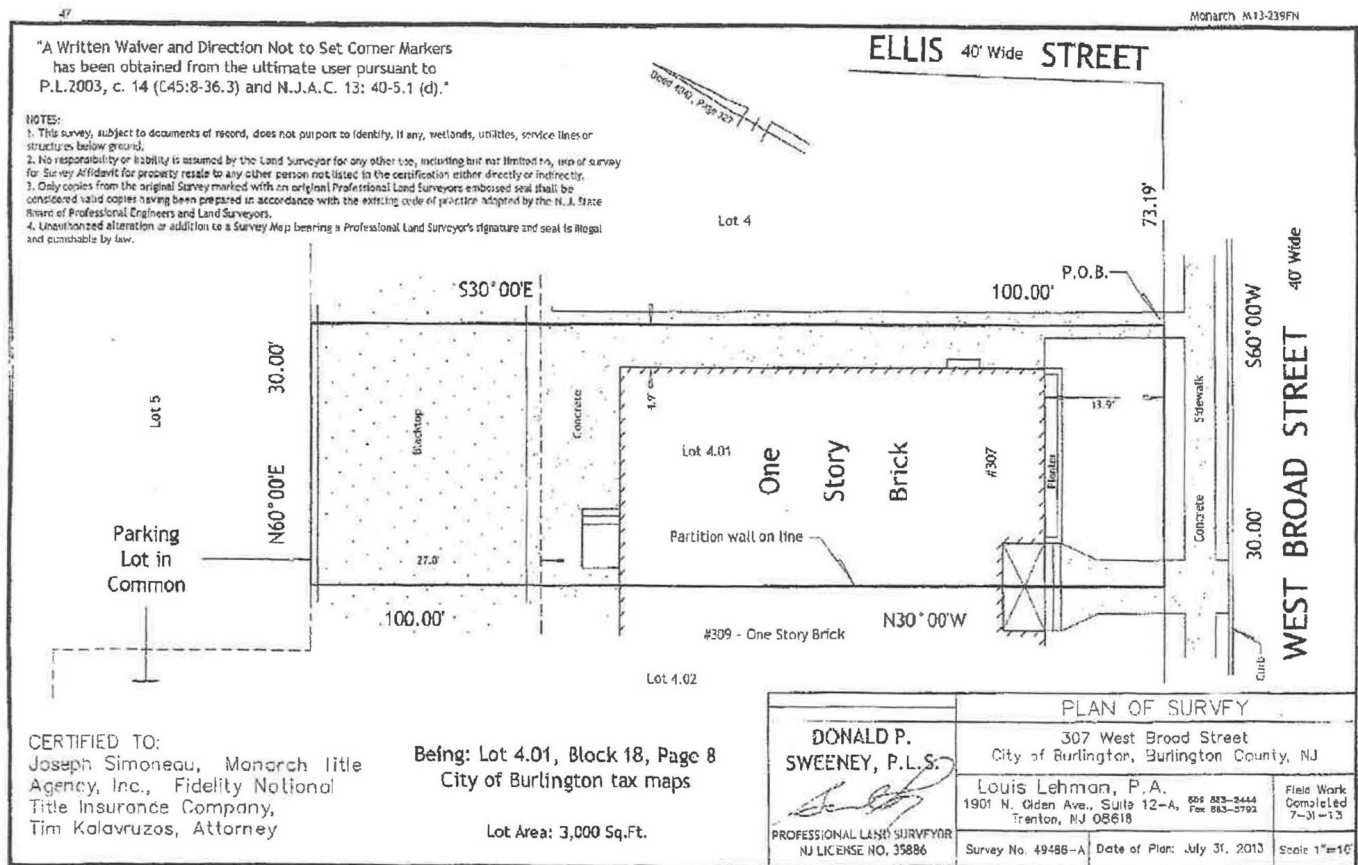 47
Monarch M13-239FN
"A Written Waiver and Direction Not to Set Corner Markers
has been obtained from the ultimate user pursuant to
P.L.2003, c. 14 (C45:8-36.3) and N.J.A.C. 13: 40-5.1 (d)."
NOTES:
1. This survey, subject to documents of record, does not purport to identify, if any, wetlands, utilities, service lines or
structures below ground.
2. No responsibility or liability is assumed by the Land Surveyor for any other use, including but not limited to, use of survey
for Survey Affidavit for property resale to any other person not listed in the certification either directly or indirectly.
3. Only copies from the original Survey marked with an original Professional Land Surveyors embossed seal shall be
considered valid copies having been prepared in accordance with the existing code of practice adopted by the N.J. State
Board of Professional Engineers and Land Surveyors.
4. Unauthorized alteration or addition to a Survey Map bearing a Professional Land Surveyor's signature and seal is illegal
and punishable by law.
ELLIS 40' Wide STREET
Deed 4042, Page 327
Lot 4
73.19'
P.O.B.
S30°00'E
100.00'
S60°00'W
40' Wide
WEST BROAD STREET
30.00'
Lot 5
N60°00'E
Blacktop
Concrete
4.9'
Lot 4.01
One
Story
Brick
#307
Planter
13.9'
Sidewalk
Concrete
30.00'
Parking
Lot in
Common
27.0'
Partition wall on line
100.00'
#309 - One Story Brick
N30°00'W
Curb
Lot 4.02
CERTIFIED TO:
Joseph Simoneau, Monarch Title
Agency, Inc., Fidelity National
Title Insurance Company,
Tim Kalavruzos, Attorney
Being: Lot 4.01, Block 18, Page 8
City of Burlington tax maps
Lot Area: 3,000 Sq.Ft.
DONALD P.
SWEENEY, P.L.S.
PROFESSIONAL LAND SURVEYOR
NJ LICENSE NO. 35886
PLAN OF SURVEY
307 West Broad Street
City of Burlington, Burlington County, NJ
Louis Lehman, P.A.
1901 N. Olden Ave., Suite 12-A, 609 883-2444
Trenton, NJ 08618 Fax 883-5792
Field Work
Completed
7-31-13
Survey No. 49486-A
Date of Plan: July 31, 2013
Scale 1"=10'